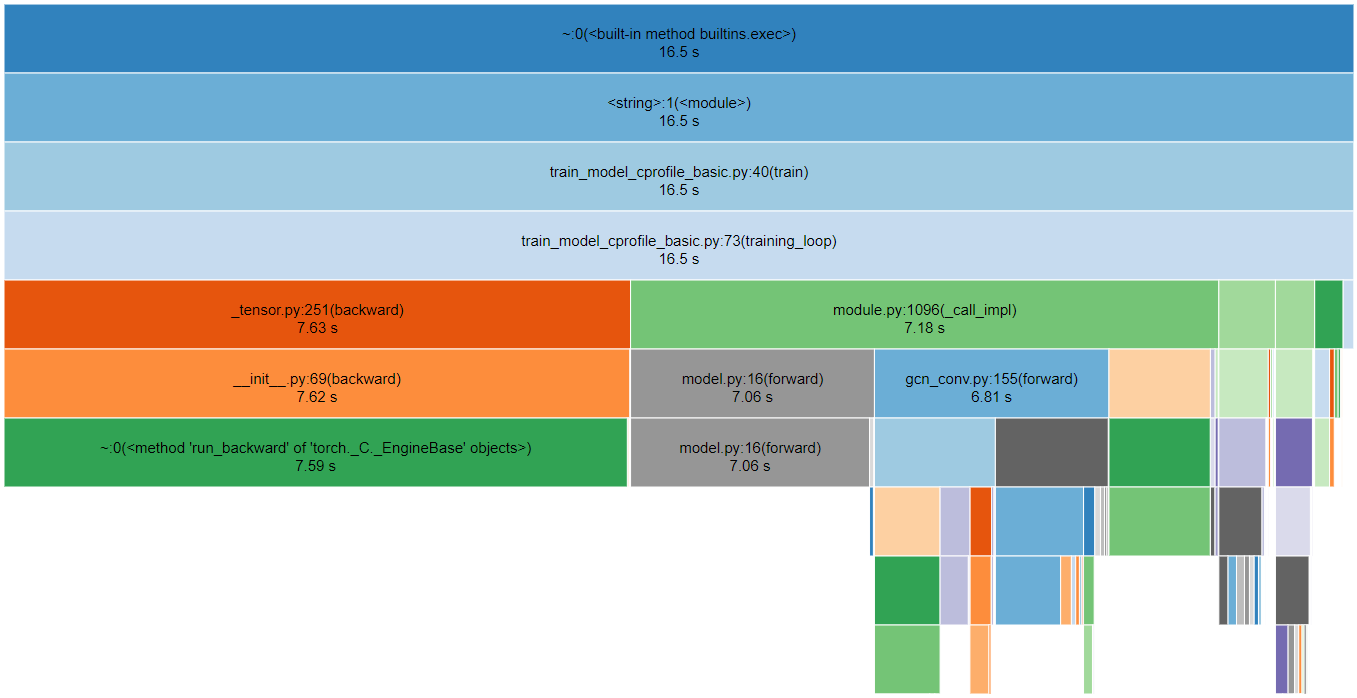 ~:0(<built-in method builtins.exec>)
16.5 s
<string>:1(<module>)
16.5 s
train_model_cprofile_basic.py:40(train)
16.5 s
train_model_cprofile_basic.py:73(training_loop)
16.5 s
_tensor.py:251(backward)
7.63 s
module.py:1096(_call_impl)
7.18 s
__init__.py:69(backward)
7.62 s
model.py:16(forward)
7.06 s
gcn_conv.py:155(forward)
6.81 s
~:0(<method 'run_backward' of 'torch._C._EngineBase' objects>)
7.59 s
model.py:16(forward)
7.06 s